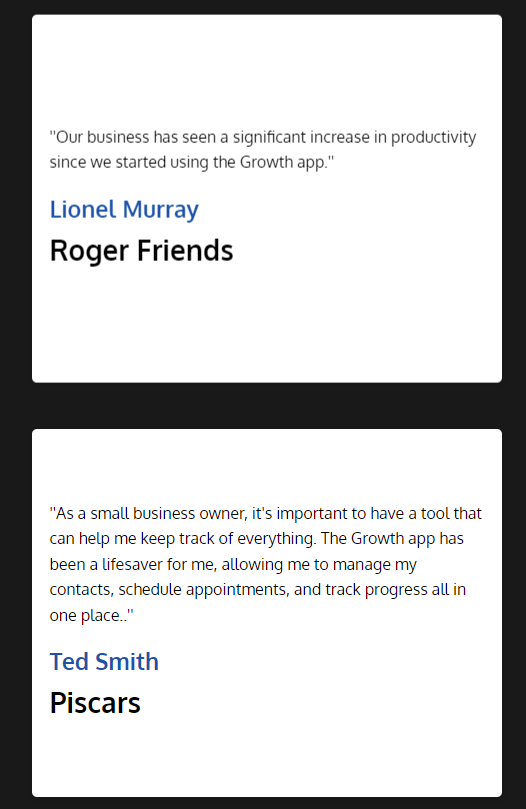 "Our business has seen a significant increase in productivity
since we started using the Growth app."
Lionel Murray
Roger Friends
"As a small business owner, it's important to have a tool that
can help me keep track of everything. The Growth app has
been a lifesaver for me, allowing me to manage my
contacts, schedule appointments, and track progress all in
one place.."
Ted Smith
Piscars